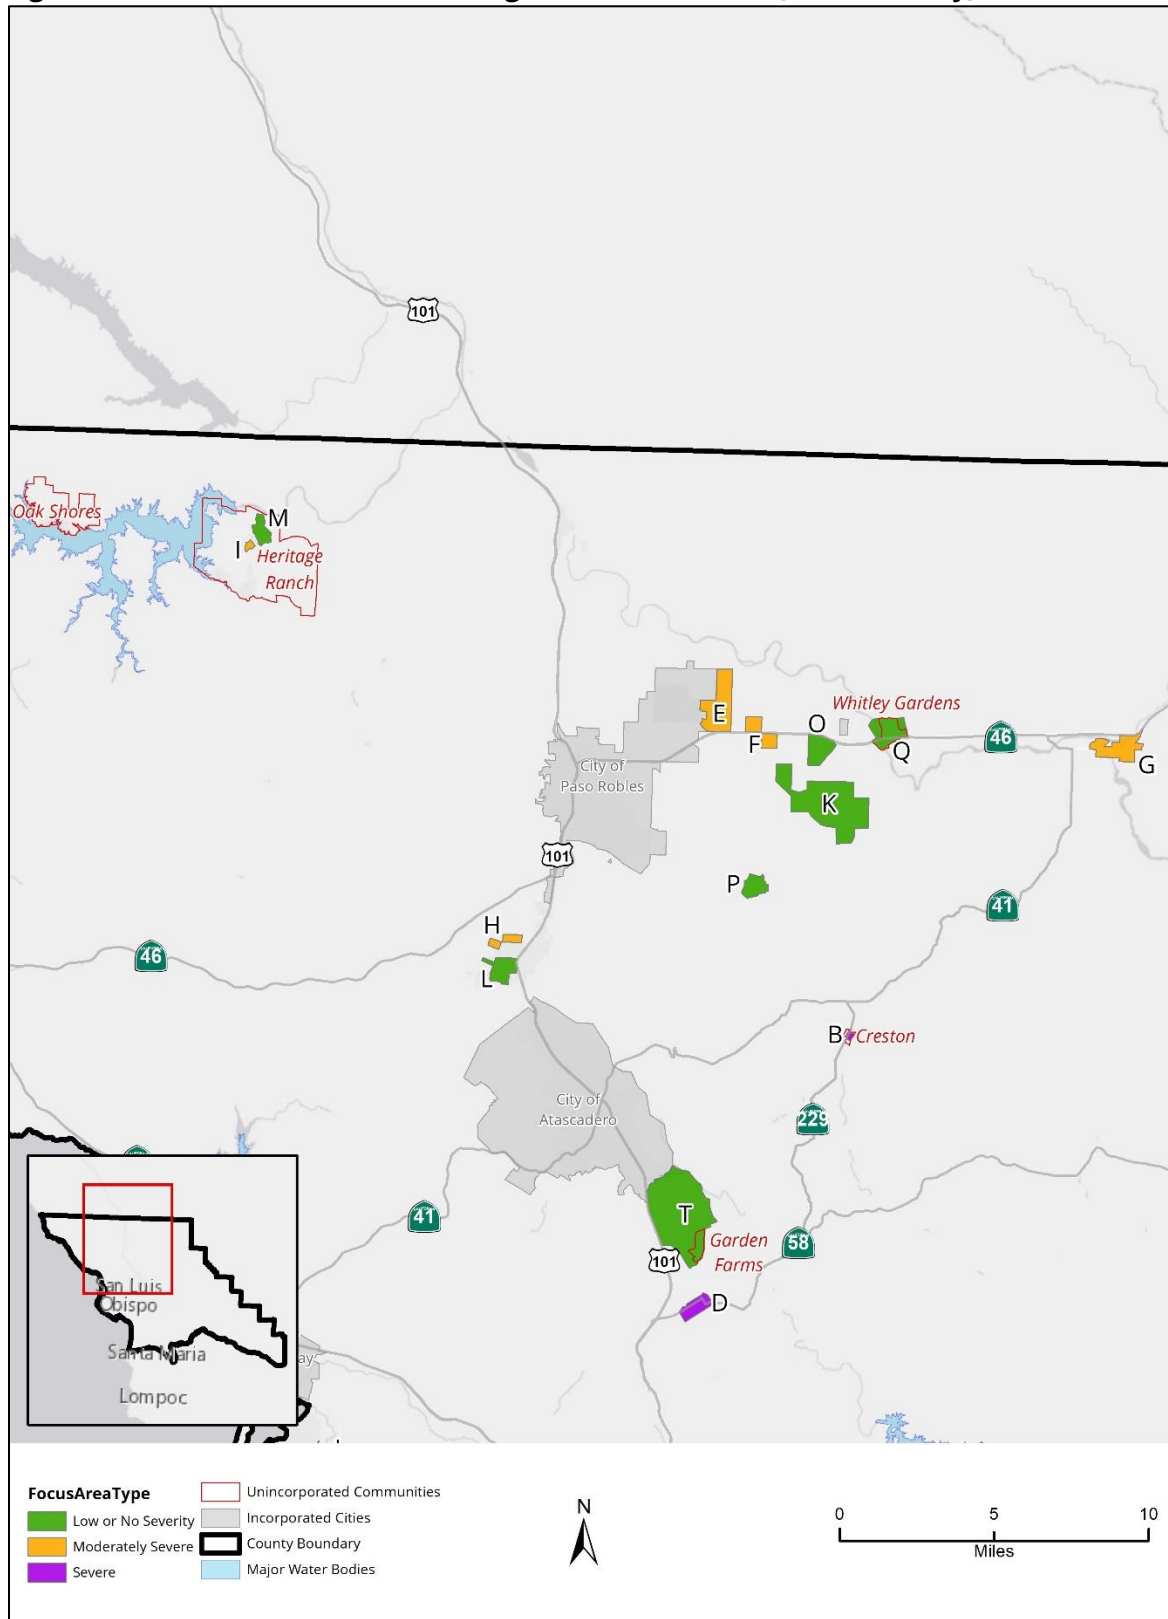 101
Oak Shores
M
I
Heritage
Ranch
Whitley Gardens
E
O
F
46
Q
G
City of
Paso Robles
K
101
P
41
H
46
L
B
Creston
City of
Atascadero
229
T
41
Garden
Farms
58
101
D
San Luis
Obispo
Santa Maria
Lompoc
ay
FocusAreaType
Low or No Severity
Moderately Severe
Severe
Unincorporated Communities
Incorporated Cities
County Boundary
Major Water Bodies
N
0 5 10
Miles